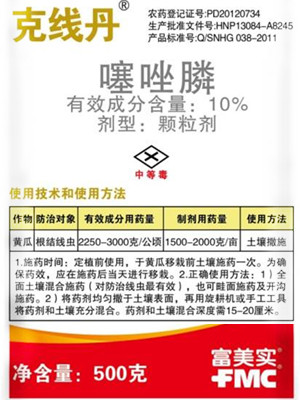 克线丹®
农药登记证号:PD20120734
生产批准文件号:HNP13084-A8245
产品标准号:Q/SNHG 038-2011
噻唑膦
有效成分含量:10%
剂型:颗粒剂
中等毒
使用技术和使用方法
作物 防治对象 有效成分用药量 制剂用药量 使用方法
黄瓜 根结线虫 2250-3000克/公顷 1500-2000克/亩 土壤撒施
1.施药时间:定植前使用,于黄瓜移栽前土壤施药一次。为确
保药效,应在施药后当天进行移栽。2.正确使用方法:1)全
面土壤混合施药(对防治线虫最有效),也可畦面施药及开沟
施药。2)将药剂均匀撒于土壤表面,再用旋耕机或手工工具
将药剂和土壤充分混合。药剂和土壤混合深度需15-20厘米。
净含量:500克
富美实
FMC